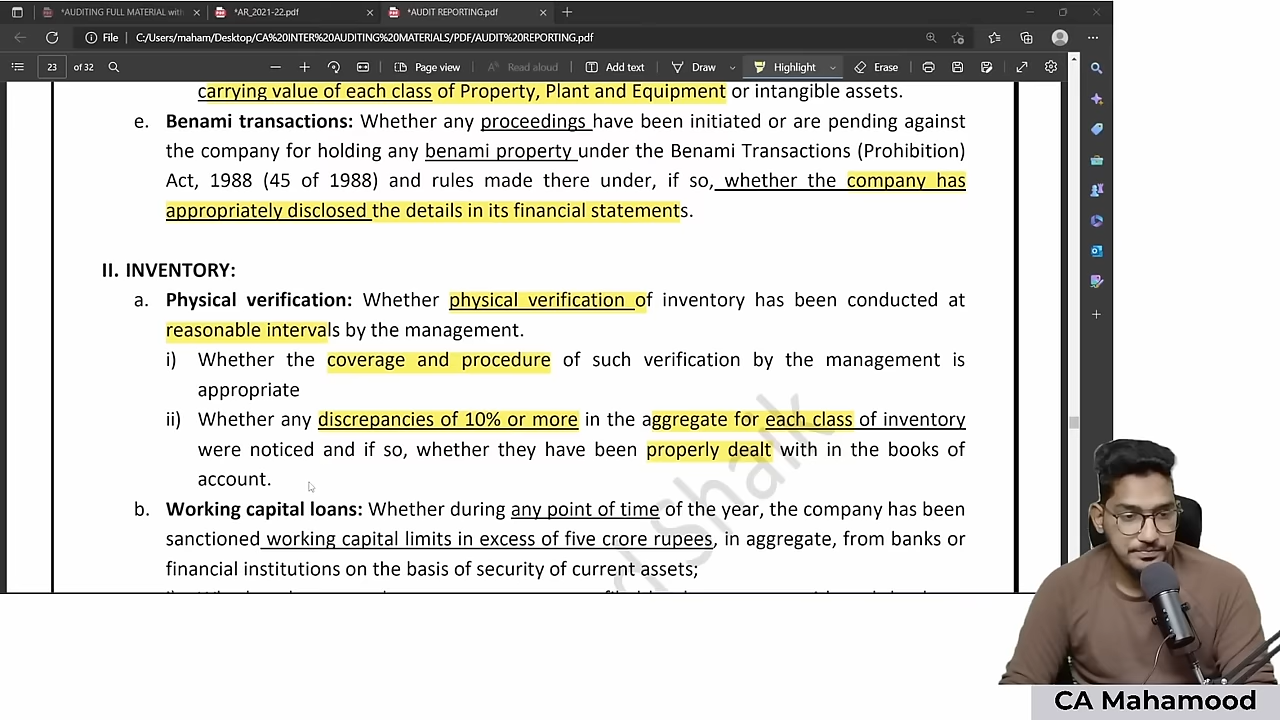 *AUDITING FULL MATERIAL with
*AR_2021-22.pdf
*AUDIT REPORTING.pdf
File
C:/Users/maham/Desktop/CA%20INTER%20AUDITING%20MATERIALS/PDF/AUDIT%20REPORTING.pdf
23 of 32
Page view
Read aloud
Add text
Draw
Highlight
Erase
carrying value of each class of Property, Plant and Equipment or intangible assets.
e. Benami transactions: Whether any proceedings have been initiated or are pending against
the company for holding any benami property under the Benami Transactions (Prohibition)
Act, 1988 (45 of 1988) and rules made there under, if so, whether the company has
appropriately disclosed the details in its financial statements.
II. INVENTORY:
a. Physical verification: Whether physical verification of inventory has been conducted at
reasonable intervals by the management.
i) Whether the coverage and procedure of such verification by the management is
appropriate
ii) Whether any discrepancies of 10% or more in the aggregate for each class of inventory
were noticed and if so, whether they have been properly dealt with in the books of
account.
b. Working capital loans: Whether during any point of time of the year, the company has been
sanctioned working capital limits in excess of five crore rupees, in aggregate, from banks or
financial institutions on the basis of security of current assets;
Shalk
CA Mahamood